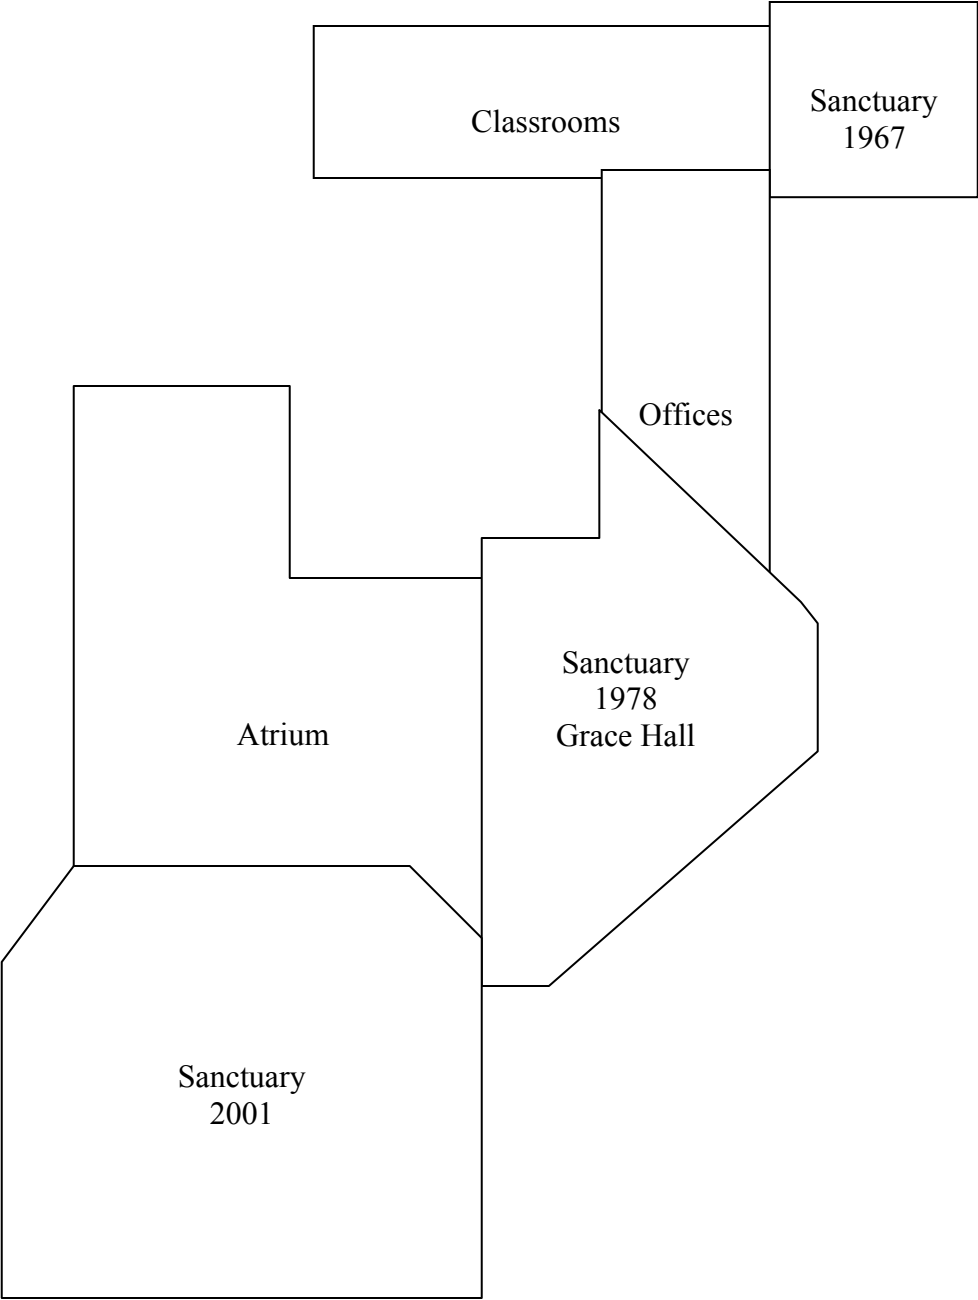 Classrooms
Sanctuary
1967
Offices
Sanctuary
1978
Grace Hall
Atrium
Sanctuary
2001